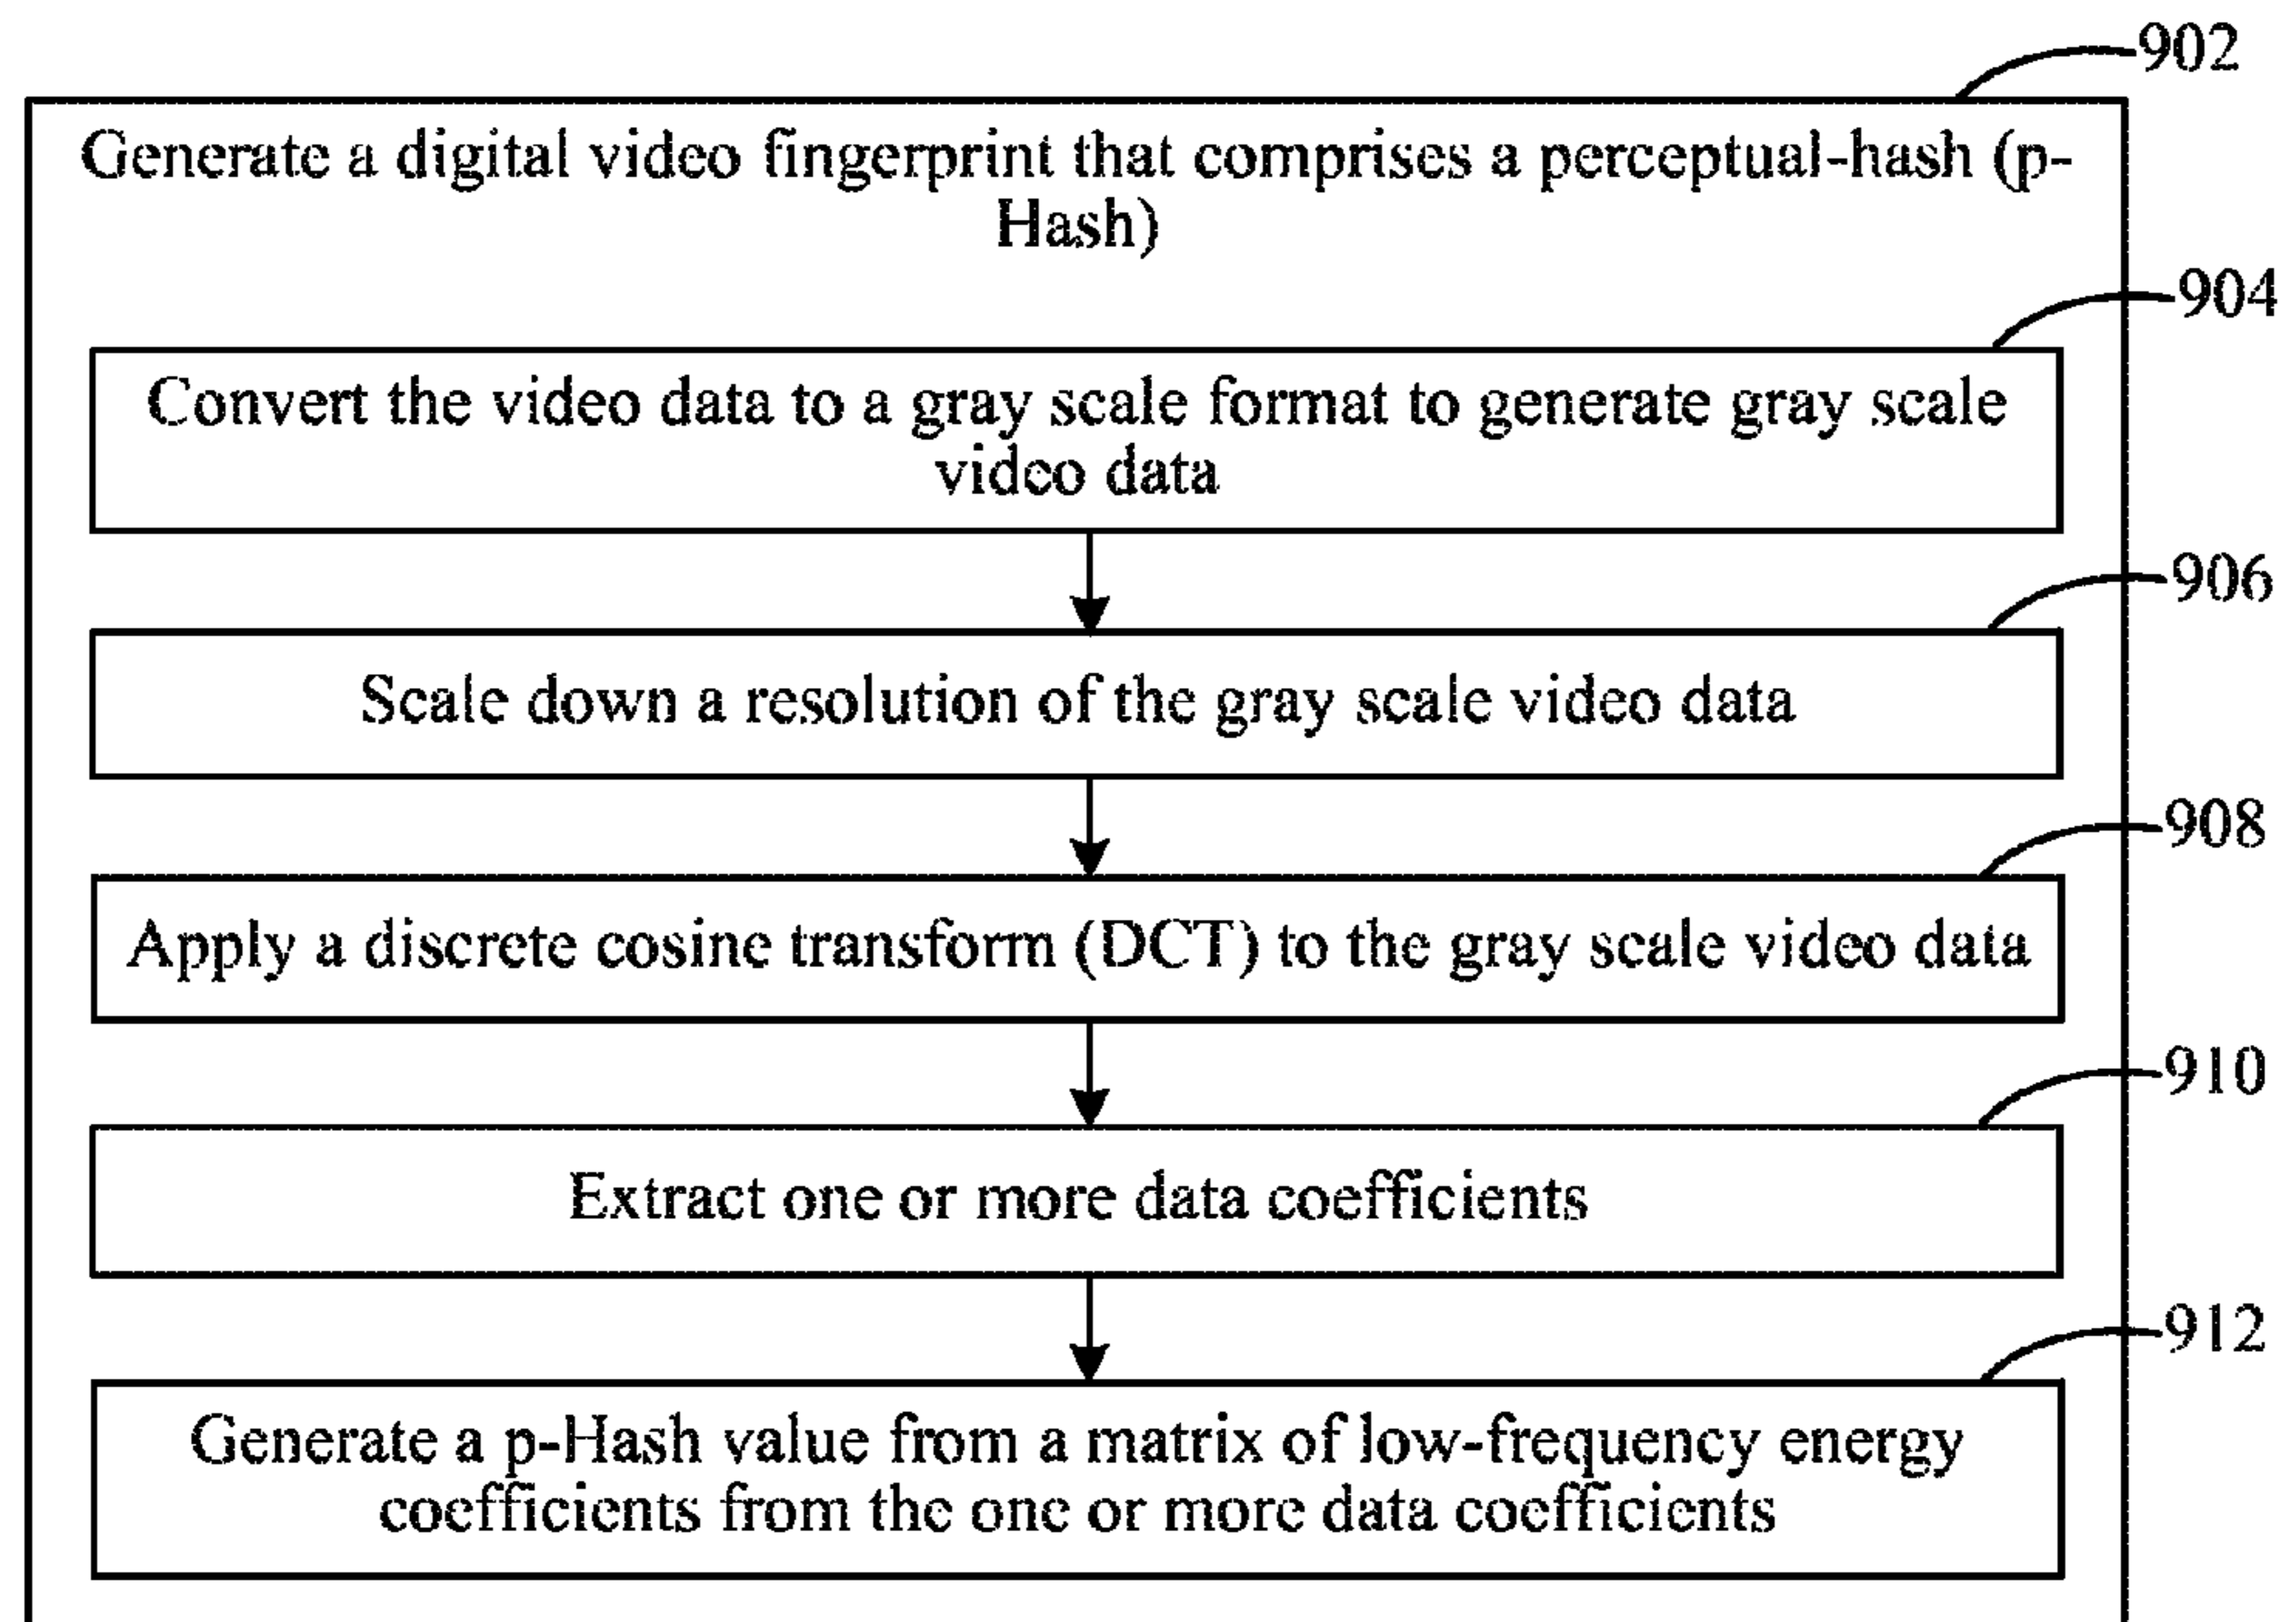 902
Generate a digital video fingerprint that comprises a perceptual-hash (p-
Hash)
904
Convert the video data to a gray scale format to generate gray scale
video data
906
Scale down a resolution of the gray scale video data
908
Apply a discrete cosine transform (DCT) to the gray scale video data
910
Extract one or more data coefficients
912
Generate a p-Hash value from a matrix of low-frequency energy
coefficients from the one or more data coefficients